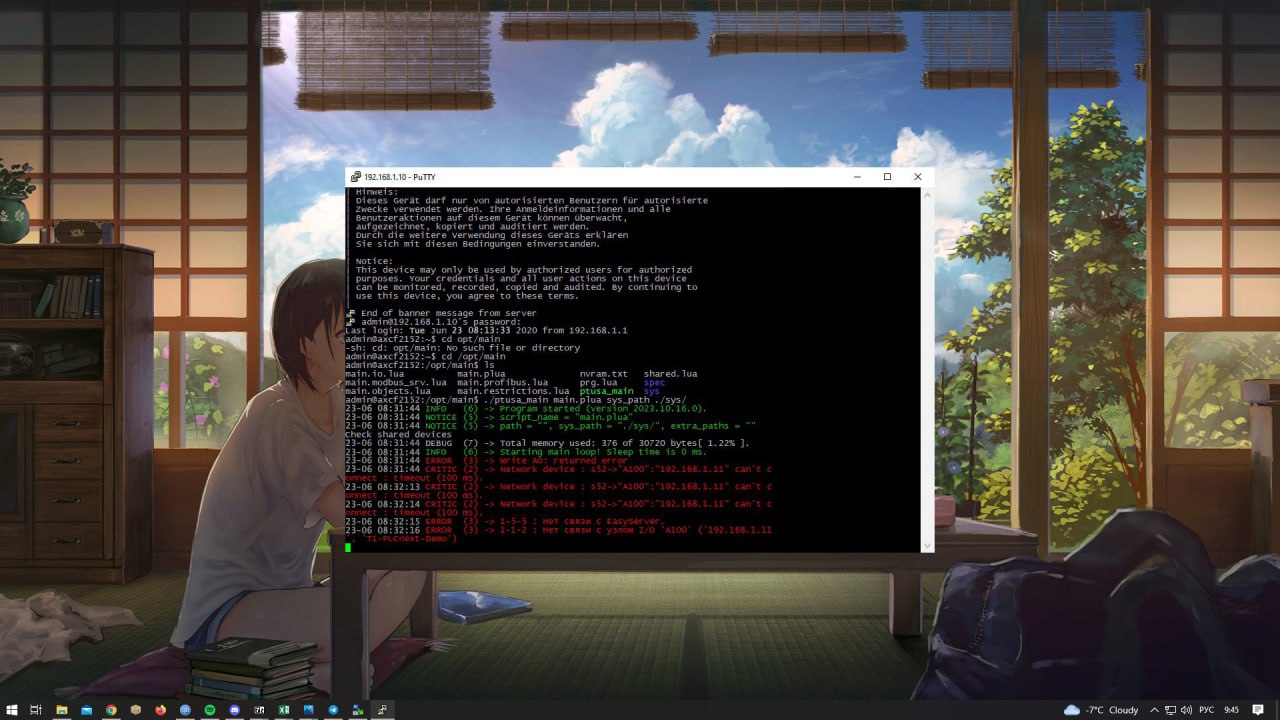 192.168.1.10 - PuTTY
Hinweis:
Dieses Gerät darf nur von autorisierten Benutzern für autorisierte
Zwecke verwendet werden. Ihre Anmeldeinformationen und alle
Benutzeraktionen auf diesem Gerät können überwacht,
aufgezeichnet, kopiert und auditiert werden.
Durch die weitere Verwendung dieses Geräts erklären
Sie sich mit diesen Bedingungen einverstanden.
Notice:
This device may only be used by authorized users for authorized
purposes. Your credentials and all user actions on this device
can be monitored, recorded, copied and audited. By continuing to
use this device, you agree to these terms.
End of banner message from server
admin@192.168.1.10's password:
Last login: Tue Jun 23 08:13:33 2020 from 192.168.1.1
admin@axcf2152:~$ cd opt/main
-sh: cd: opt/main: No such file or directory
admin@axcf2152:~$ cd /opt/main
admin@axcf2152:/opt/main$ ls
main.io.lua main.plua nvram.txt shared.lua
main.modbus_srv.lua main.profibus.lua prg.lua spec
main.objects.lua main.restrictions.lua ptusa_main sys
admin@axcf2152:/opt/main$ ./ptusa_main main.plua sys_path ./sys/
23-06 08:31:44 INFO (6) -> Program started (version 2023.10.16.0).
23-06 08:31:44 NOTICE (5) -> script_name = "main.plua"
23-06 08:31:44 NOTICE (5) -> path = "", sys_path = "./sys/", extra_paths = ""
Check shared devices
23-06 08:31:44 DEBUG (7) -> Total memory used: 376 of 30720 bytes[ 1.22% ].
23-06 08:31:44 INFO (6) -> Starting main loop! Sleep time is 0 ms.
23-06 08:31:44 ERROR (3) -> Write AO: returned error
23-06 08:31:44 CRITIC (2) -> Network device : s52->"A100":"192.168.1.11" can't c
onnect : timeout (100 ms).
23-06 08:32:13 CRITIC (2) -> Network device : s52->"A100":"192.168.1.11" can't c
onnect : timeout (100 ms).
23-06 08:32:14 CRITIC (2) -> Network device : s52->"A100":"192.168.1.11" can't c
onnect : timeout (100 ms).
23-06 08:32:15 ERROR (3) -> 1-5-5 : Нет связи с EasyServer.
23-06 08:32:16 ERROR (3) -> 1-1-2 : Нет связи с узлом I/O 'A100' ('192.168.1.11
', 'T1-PLCnext-Demo')
-7°C Cloudy РУС 9:45